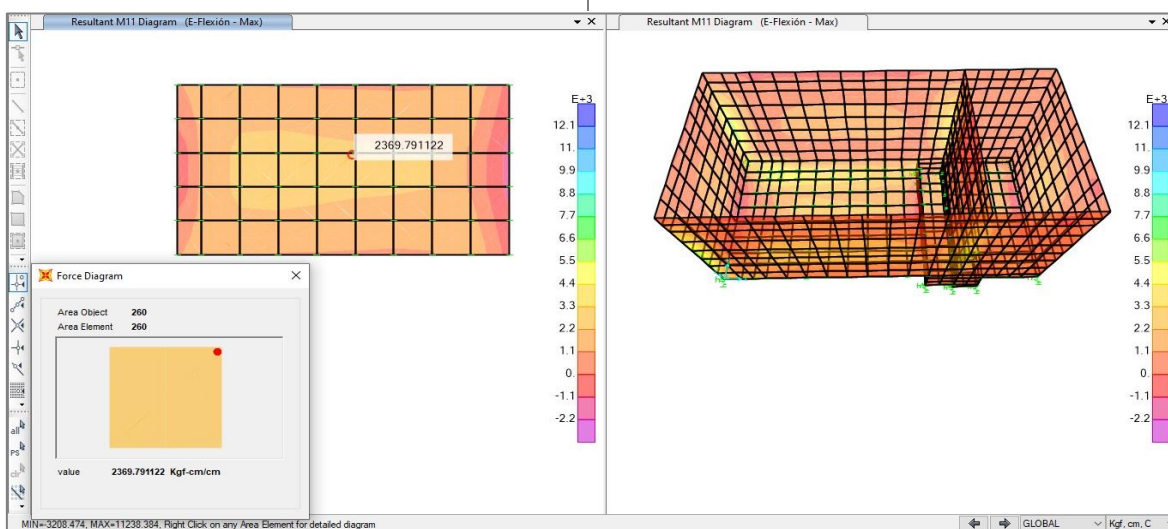 Resultant M11 Diagram (E-Flexión - Max)
Resultant M11 Diagram (E-Flexión - Max)
2369.791122
E+3
12.1
11.
9.9
8.8
7.7
6.6
5.5
4.4
3.3
2.2
1.1
0.
-1.1
-2.2
E+3
12.1
11.
9.9
8.8
7.7
6.6
5.5
4.4
3.3
2.2
1.1
0.
-1.1
-2.2
all
PS
clr
Force Diagram
Area Object 260
Area Element 260
value 2369.791122 Kgf-cm/cm
MIN=-3208.474, MAX=11238.384, Right Click on any Area Element for detailed diagram
GLOBAL
Kgf, cm, C